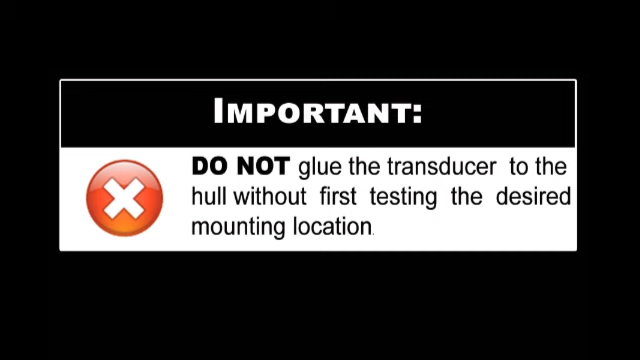 IMPORTANT:
DO NOT glue the transducer to the
hull without first testing the desired
mounting location.